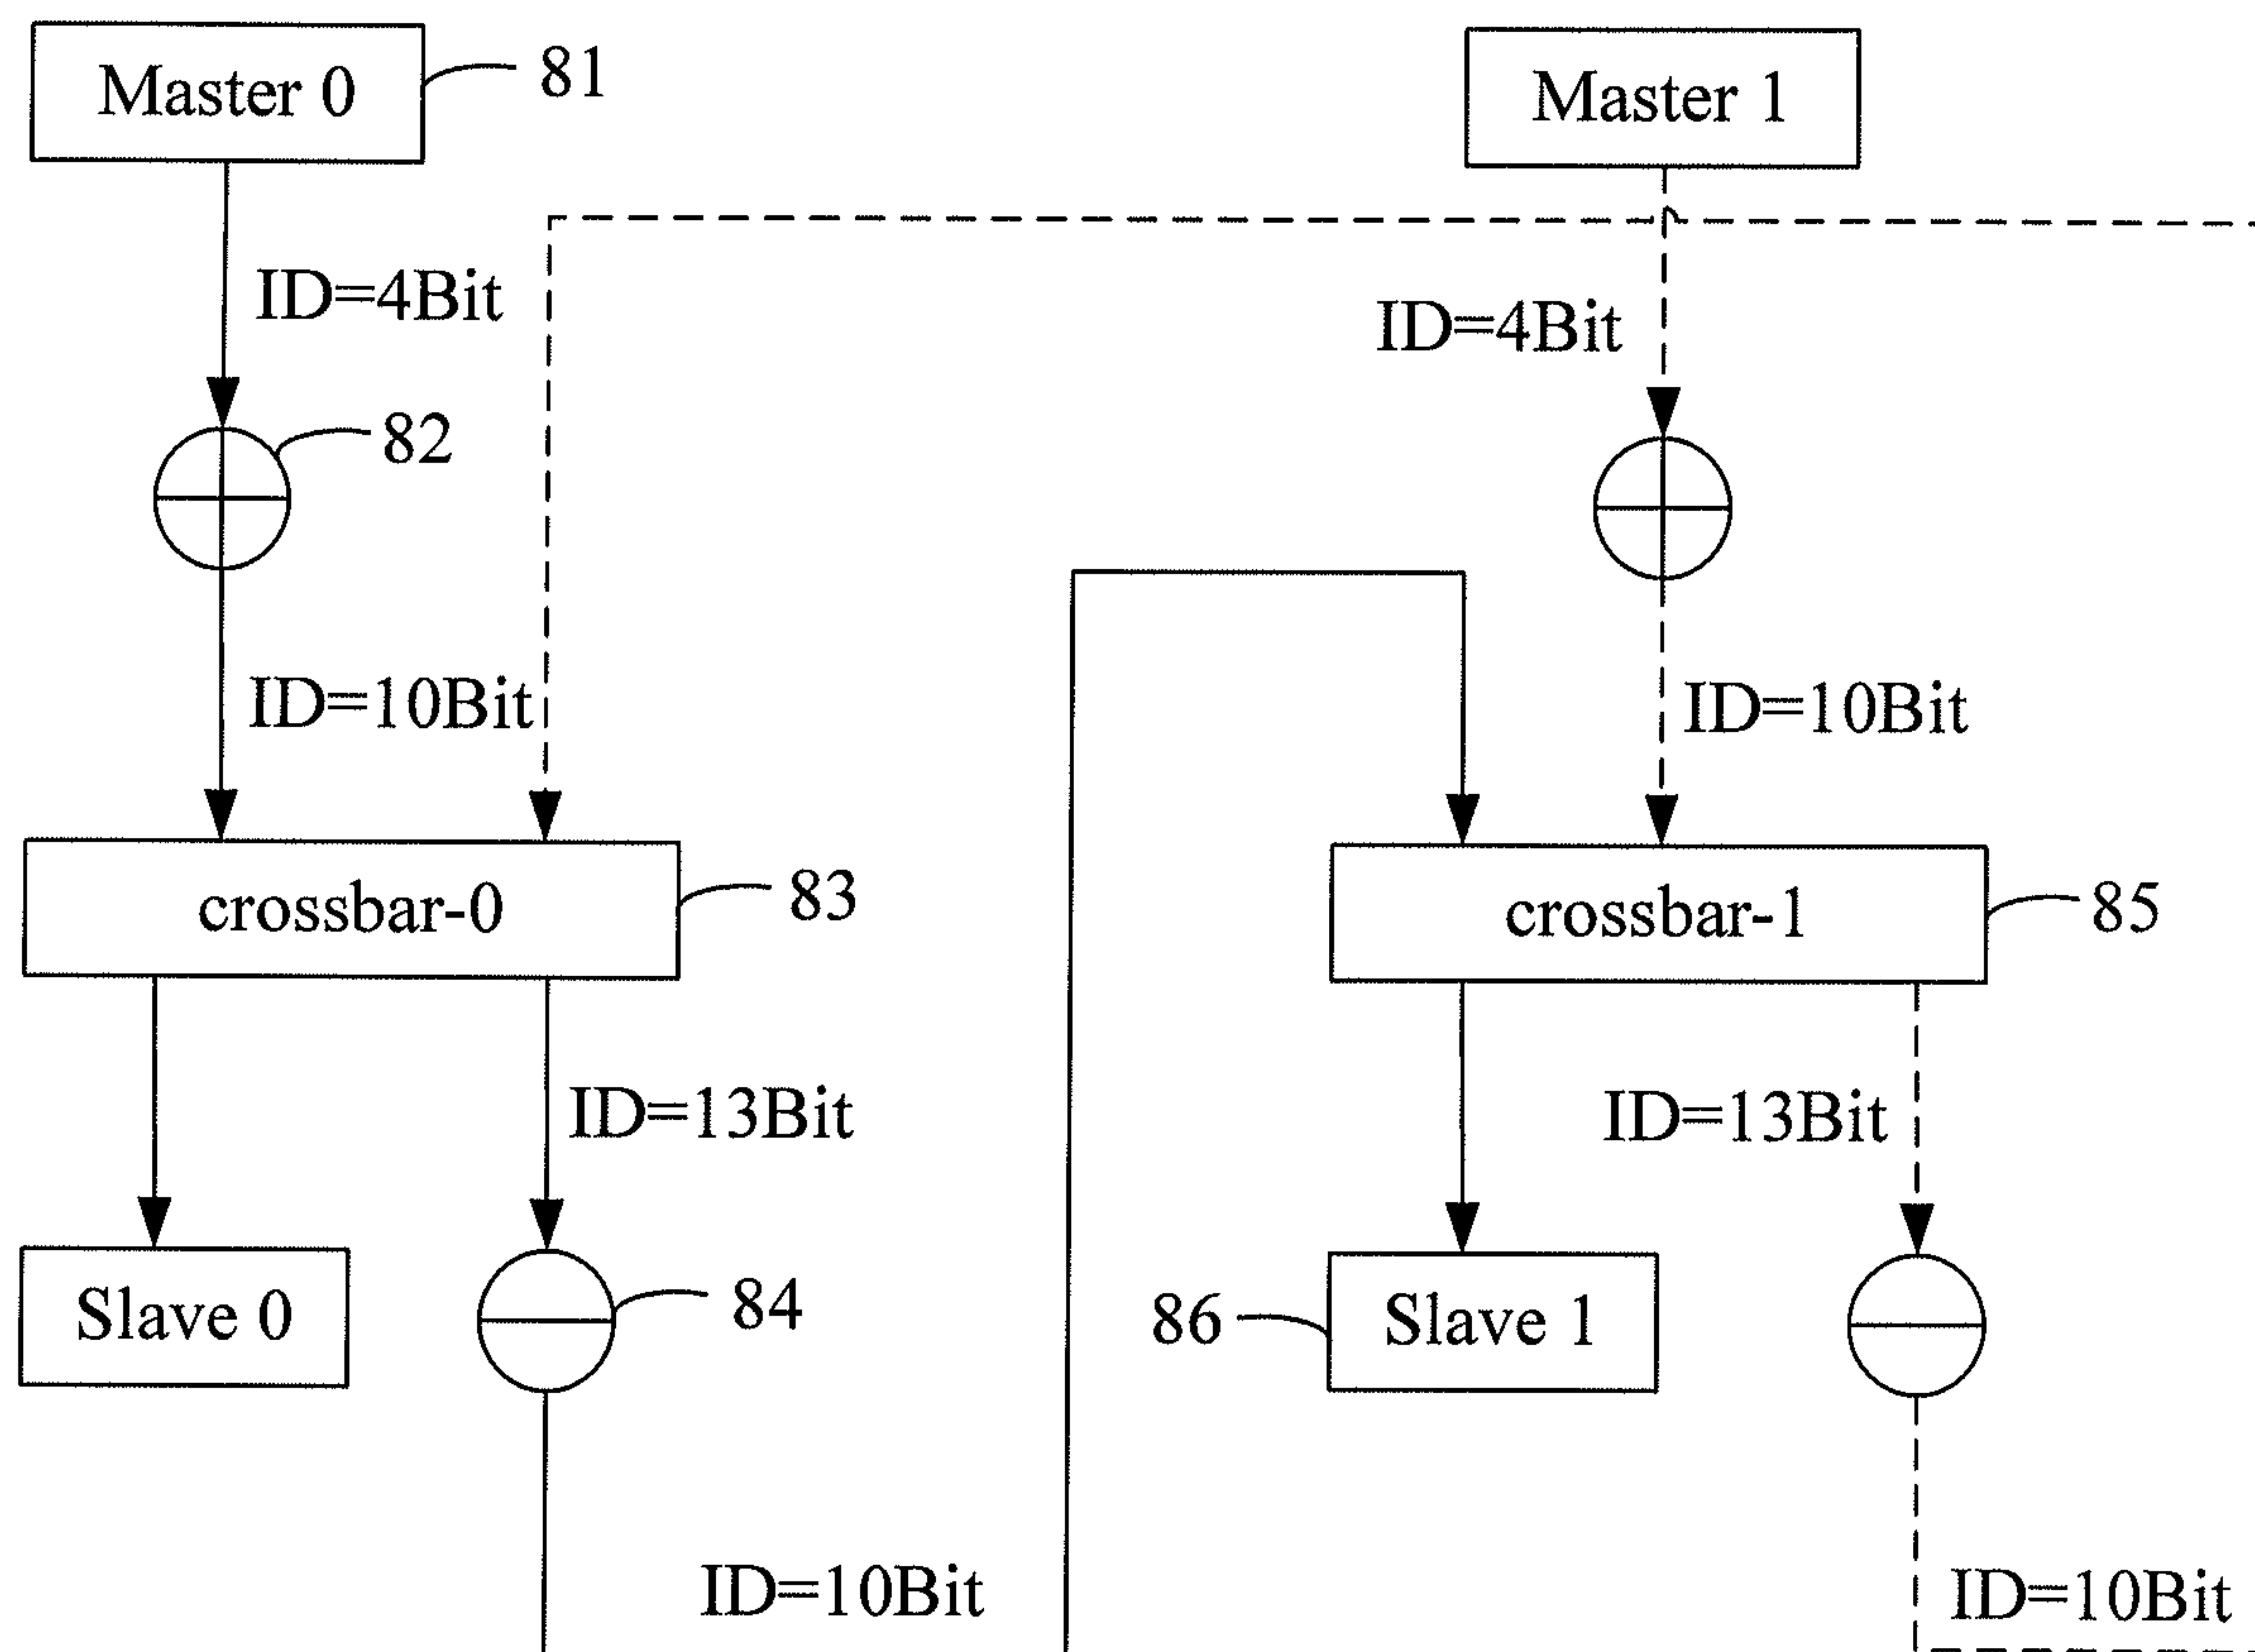 Master 0
81
Master 1
ID=4Bit
ID=4Bit
82
ID=10Bit
ID=10Bit
crossbar-0
83
crossbar-1
85
ID=13Bit
ID=13Bit
Slave 0
84
86
Slave 1
ID=10Bit
ID=10Bit